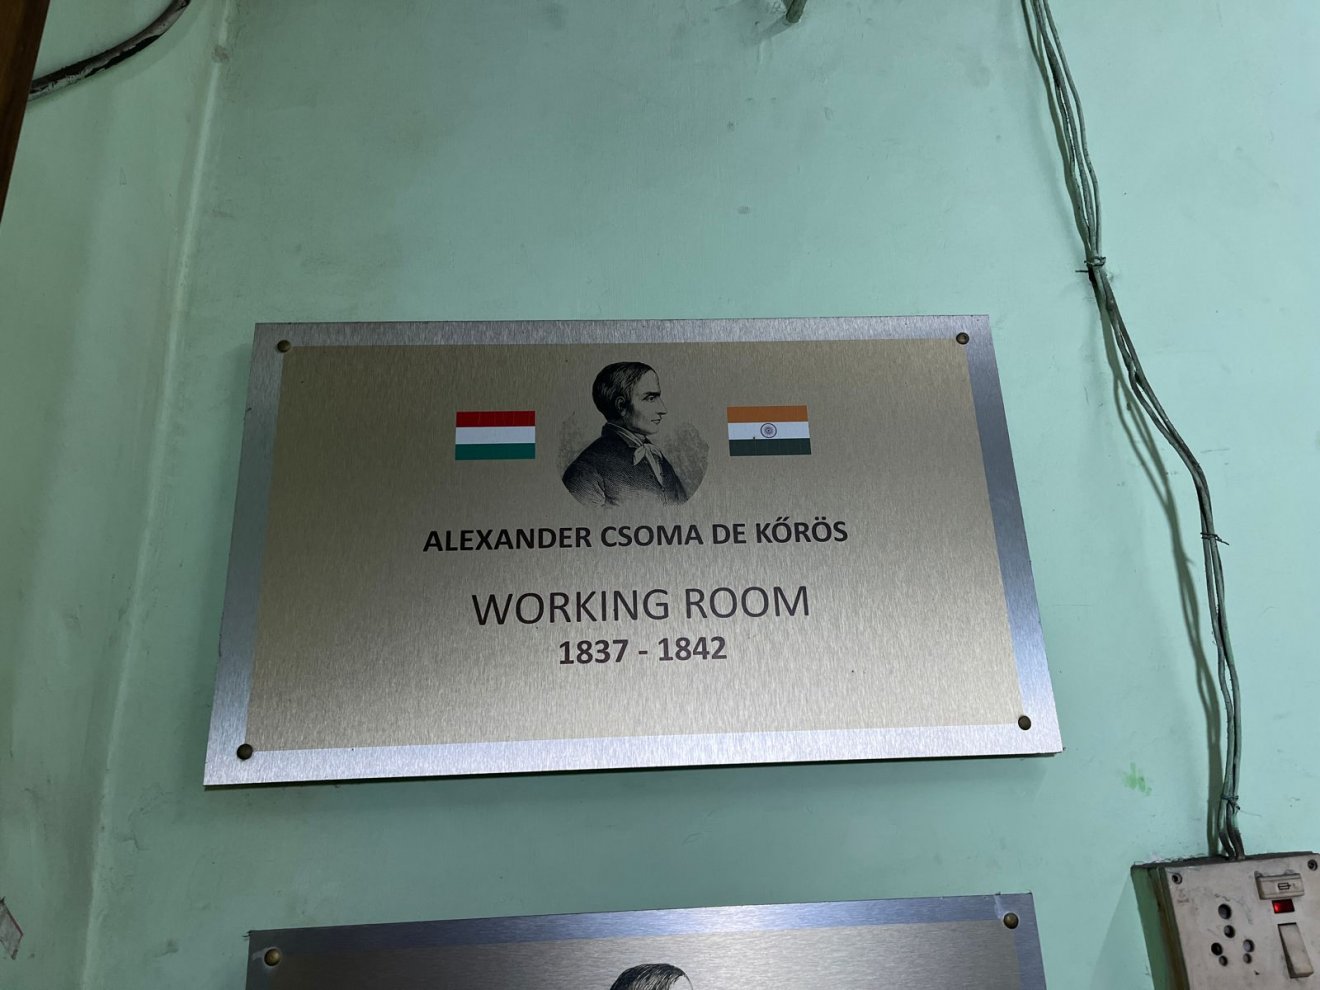 ALEXANDER CSOMA DE KŐRÖS
WORKING ROOM
1837 - 1842